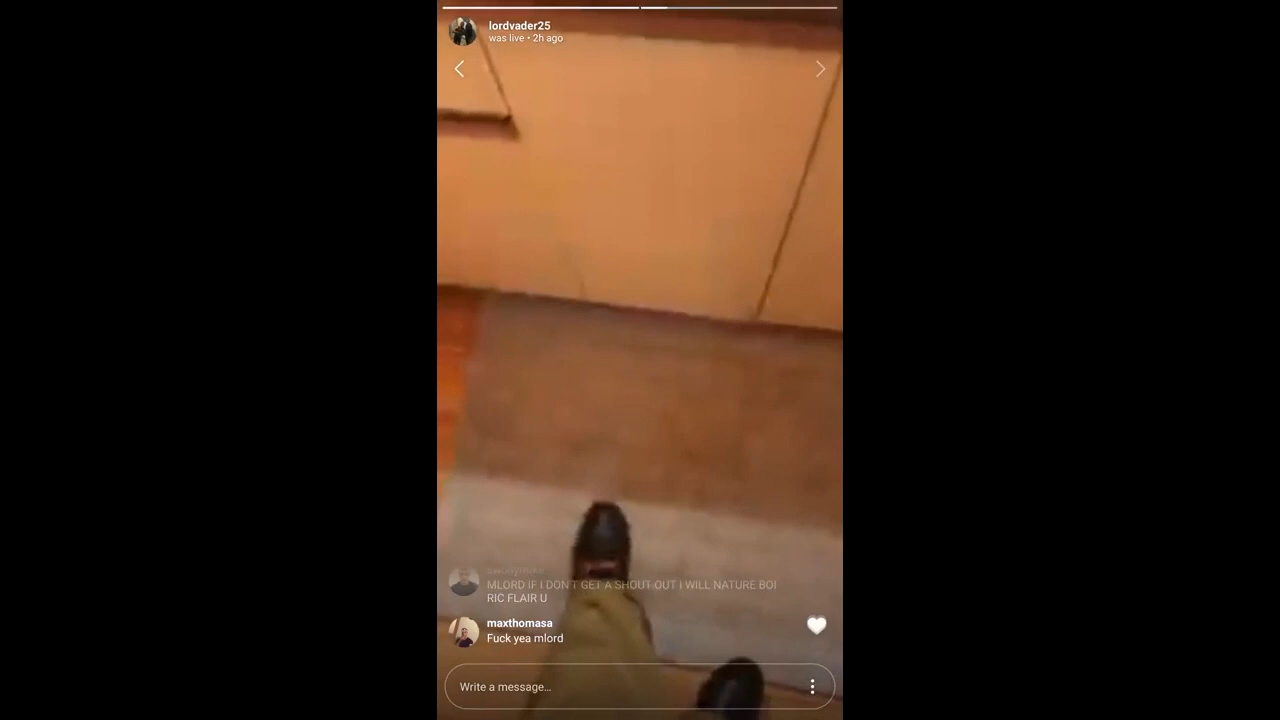 lordvader25
was live • 2h ago
MLORD IF I DON'T GET A SHOUT OUT I WILL NATURE BOI
RIC FLAIR U
maxthomasa
Fuck yea mlord
Write a message...